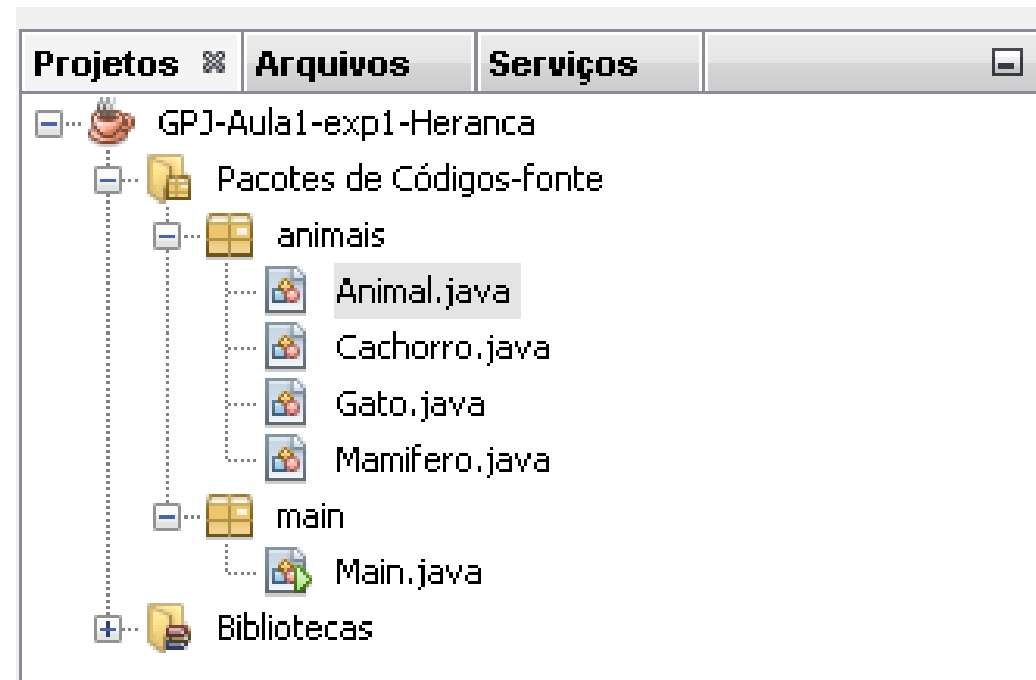 Projetos Arquivos Serviços
GPJ-Aula1-exp1-Heranca
Pacotes de Códigos-fonte
animais
Animal.java
Cachorro.java
Gato.java
Mamifero.java
main
Main.java
Bibliotecas